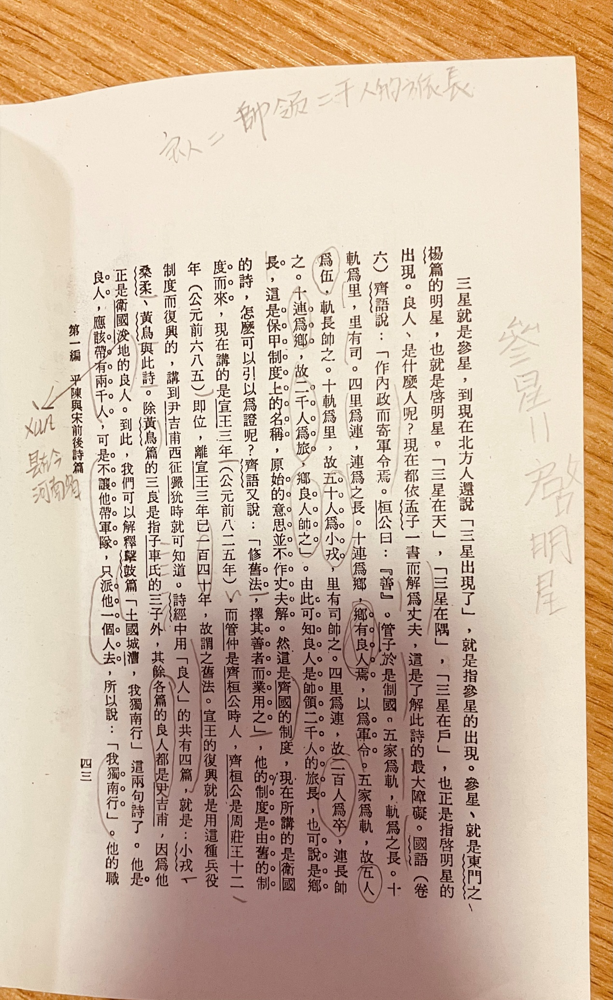 良人=帥領二千人的旅長
參星=啓明星
三星就是參星，到現在北方人還說「三星出現了」，就是指參星的出現。參星、就是東門之
楊篇的明星，也就是啓明星。「三星在天」，「三星在隅」，「三星在戶」，也正是指啓明星的
出現。良人、是什麼人呢？現在都依孟子一書而解爲丈夫，這是了解此詩的最大障礙。國語（卷
六）齊語說：「作內政而寄軍令焉。桓公曰：『善』。管子於是制國。五家爲軌，軌爲之長。十
軌爲里，里有司。四里爲連，連爲之長。十連爲鄉，鄉有良人焉，以爲軍令。五家爲軌，故五人
爲伍，軌長帥之。十軌爲里，故五十人爲小戎，里有司帥之。四里爲連，故二百人爲卒，連長帥
之。十連爲鄉，故二千人爲旅，鄉良人帥之」。由此可知良人是帥領二千人的旅長，也可說是鄉
長，這是保甲制度上的名稱，原始的意思並不作丈夫解。然這是齊國的制度，現在所講的是衛國
的詩，怎麼可以引以爲證呢？齊語又說：「修舊法，擇其善者而業用之」，他的制度是由舊的制
度而來，現在講的是宣王三年（公元前八二五年），而管仲是齊桓公時人，齊桓公是周莊王十二
年（公元前六八五）即位，離宣王三年已一百四十年，故謂之舊法。宣王的復興就是用這種兵役
制度而復興的，講到尹吉甫西征玁狁時就可知道。詩經中用「良人」的共有四篇，就是：小戎、
桑柔、黃鳥與此詩。除黃鳥篇的三良是指子車氏的三子外，其餘各篇的良人都是尹吉甫，因爲他
正是衛國浚地的良人。到此，我們可以解釋擊鼓篇「土國城漕，我獨南行」這兩句詩了。他是
良人，應該帶有兩千人，可是不讓他帶軍隊，只派他一個人去，所以說：「我獨南行」。他的職
第一編　平陳與宋前後詩篇
四三
xùn
县在今
河南省